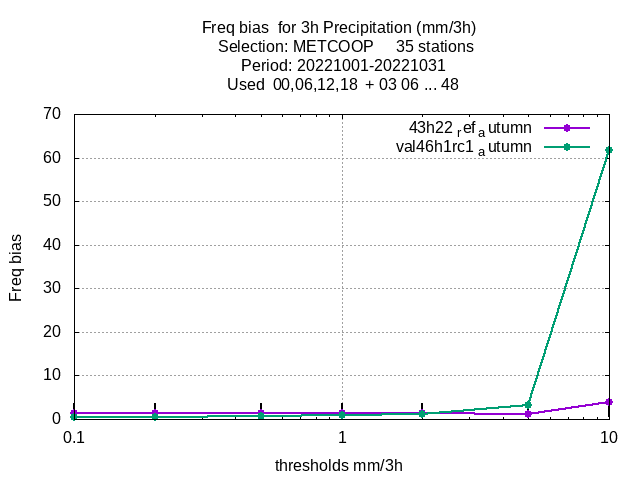 Freq bias  for 3h Precipitation (mm/3h)
Selection: METCOOP     35 stations
Period: 20221001-20221031
Used  00,06,12,18  + 03 06 ... 48
43h22 ref a utumn
val46h1rc1 a utumn
70
60
50
40
30
20
10
0
0.1
1
10
Freq bias
thresholds mm/3h